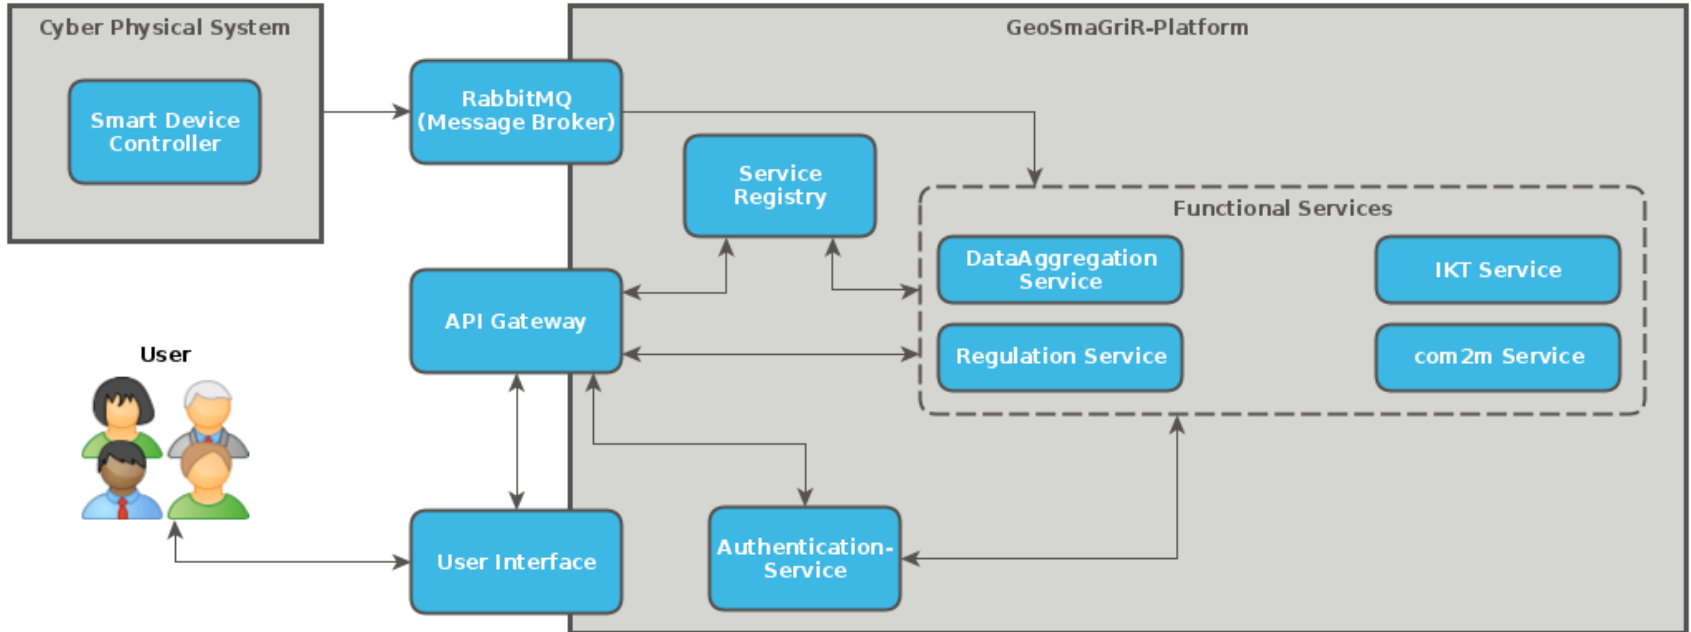 Cyber Physical System
Smart Device
Controller
RabbitMQ
(Message Broker)
GeoSmaGriR-Platform
Service
Registry
Functional Services
DataAggregation
Service
IKT Service
Regulation Service
com2m Service
API Gateway
User
User Interface
Authentication-
Service